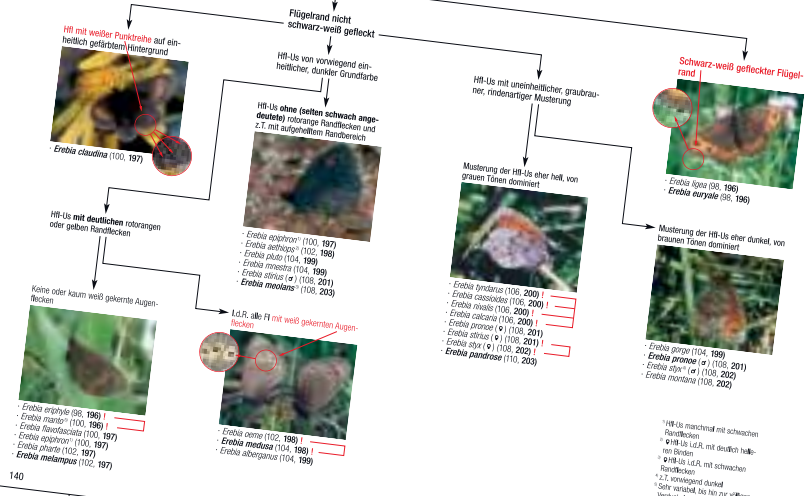 Flügelrand nicht
schwarz-weiß gefleckt
Hfl mit weißer Punktreihe auf ein-
heitlich gefärbtem Hintergrund
· Erebia claudina (100, 197)
Hfl-Us von vorwiegend ein-
heitlicher, dunkler Grundfarbe
Hfl-Us ohne (selten schwach ange-
deutete) rotorange Randflecken und
z.T. mit aufgehelltem Randbereich
· Erebia epiphron¹⁾ (100, 197)
· Erebia aethiops (102, 198)
· Erebia pluto (104, 199)
· Erebia mnestra (104, 199)
· Erebia stirius (♂) (108, 201)
· Erebia meolans (108, 203)
Hfl-Us mit deutlichen rotorangen
oder gelben Randflecken
Keine oder kaum weiß gekernte Augen-
flecken
· Erebia eriphyle (98, 196) !
· Erebia manto (100, 196) !
· Erebia flavofasciata (100, 197)
· Erebia epiphron¹⁾ (100, 197)
· Erebia pharte (102, 197)
· Erebia melampus (102, 197)
I.d.R. alle Fl mit weiß gekernten Augen-
flecken
· Erebia oeme (102, 198) !
· Erebia medusa (104, 198) !
· Erebia alberganus (104, 199)
Hfl-Us mit uneinheitlicher, graubrau-
ner, rindenartiger Musterung
Musterung der Hfl-Us eher hell, von
grauen Tönen dominiert
· Erebia tyndarus (106, 200) !
· Erebia cassioides (106, 200) !
· Erebia nivalis (106, 200) !
· Erebia calcaria (106, 200) !
· Erebia pronoe (♀) (108, 201)
· Erebia stirius (♀) (108, 201) !
· Erebia styx (♀) (108, 202) !
· Erebia pandrose (110, 203)
Schwarz-weiß gefleckter Flügel-
rand
· Erebia ligea (98, 196)
· Erebia euryale (98, 196)
Musterung der Hfl-Us eher dunkel, von
braunen Tönen dominiert
· Erebia gorge (104, 199)
· Erebia pronoe (♂) (108, 201)
· Erebia styx (♂) (108, 202)
· Erebia montana (108, 202)
Hfl-Us manchmal mit schwachen
Randflecken
♀ Hfl-Us i.d.R. mit deutlich helle-
ren Binden
♀ Hfl-Us i.d.R. mit schwachen
Randflecken
z.T. vorwiegend dunkel
Sehr variabel, bis hin zur
140